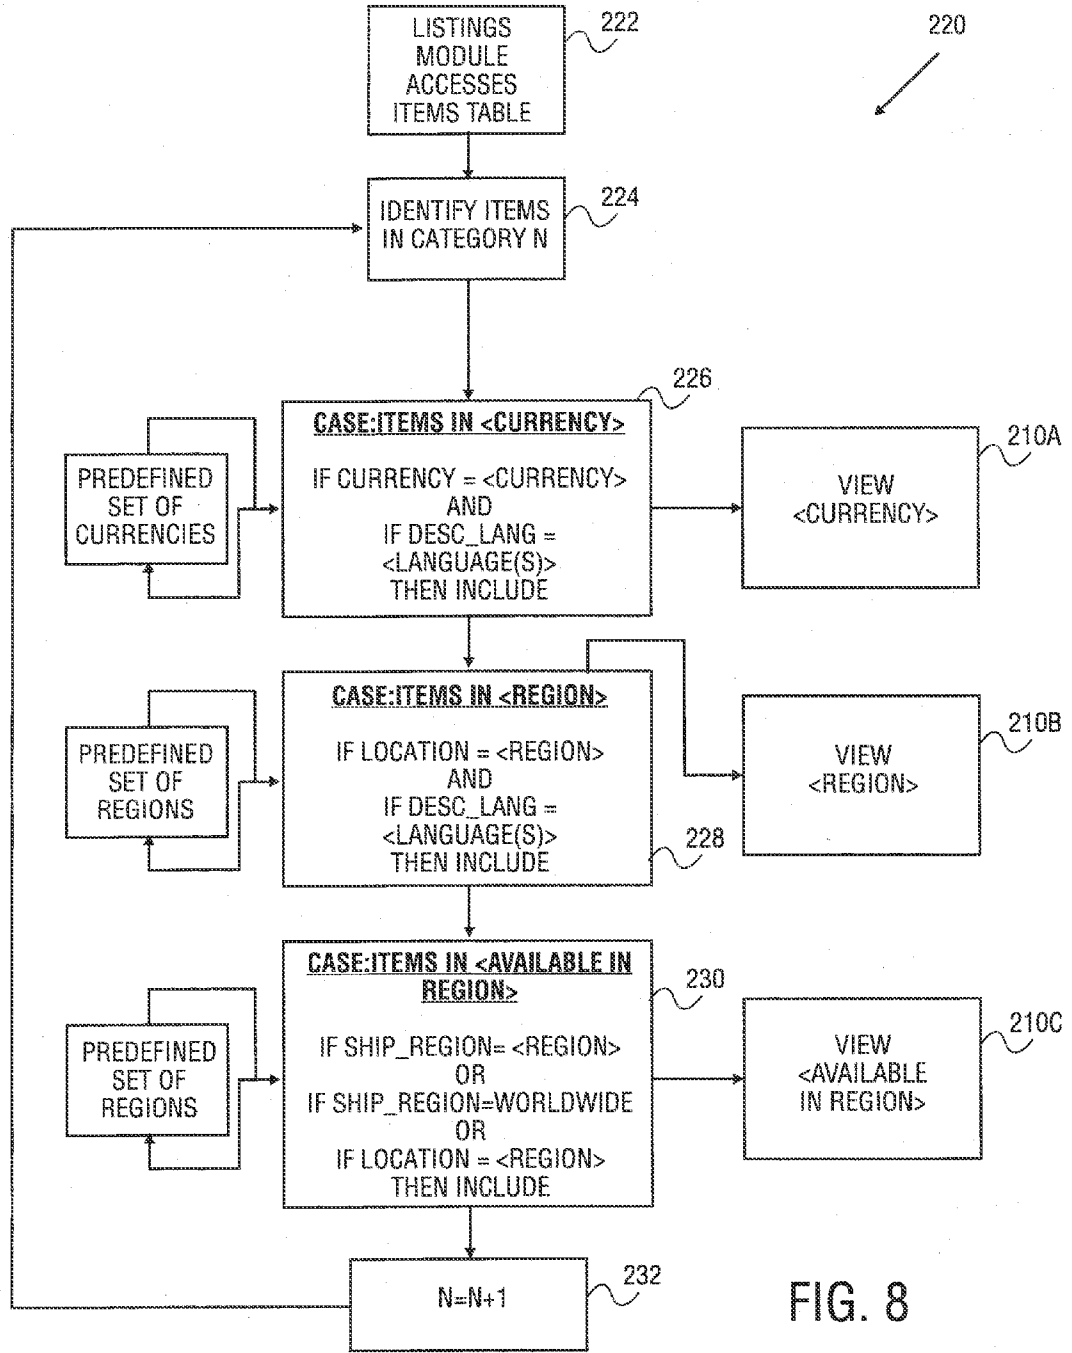 LISTINGS
MODULE
ACCESSES
ITEMS TABLE
222
220
IDENTIFY ITEMS
IN CATEGORY N
224
PREDEFINED
SET OF
CURRENCIES
CASE:ITEMS IN <CURRENCY>
IF CURRENCY = <CURRENCY>
AND
IF DESC_LANG =
<LANGUAGE(S)>
THEN INCLUDE
226
VIEW
<CURRENCY>
210A
PREDEFINED
SET OF
REGIONS
CASE:ITEMS IN <REGION>
IF LOCATION = <REGION>
AND
IF DESC_LANG =
<LANGUAGE(S)>
THEN INCLUDE
228
VIEW
<REGION>
210B
PREDEFINED
SET OF
REGIONS
CASE:ITEMS IN <AVAILABLE IN
REGION>
IF SHIP_REGION= <REGION>
OR
IF SHIP_REGION=WORLDWIDE
OR
IF LOCATION = <REGION>
THEN INCLUDE
230
VIEW
<AVAILABLE
IN REGION>
210C
N=N+1
232
FIG. 8